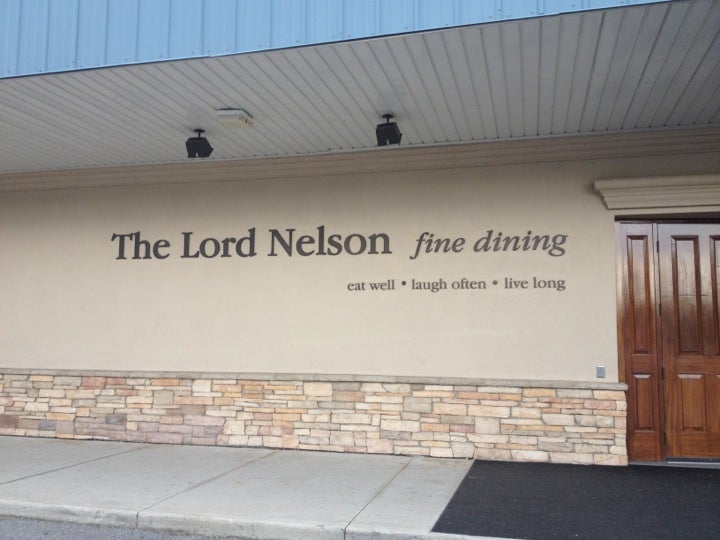 The Lord Nelson fine dining
eat well • laugh often • live long